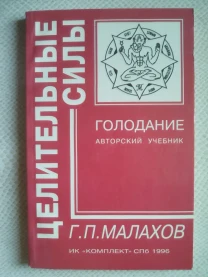 ЦЕЛИТЕЛЬНЫЕ
СИЛЫ
ГОЛОДАНИЕ
АВТОРСКИЙ УЧЕБНИК
Г.П.МАЛАХОВ
ИК «КОМПЛЕКТ» СПБ 1996